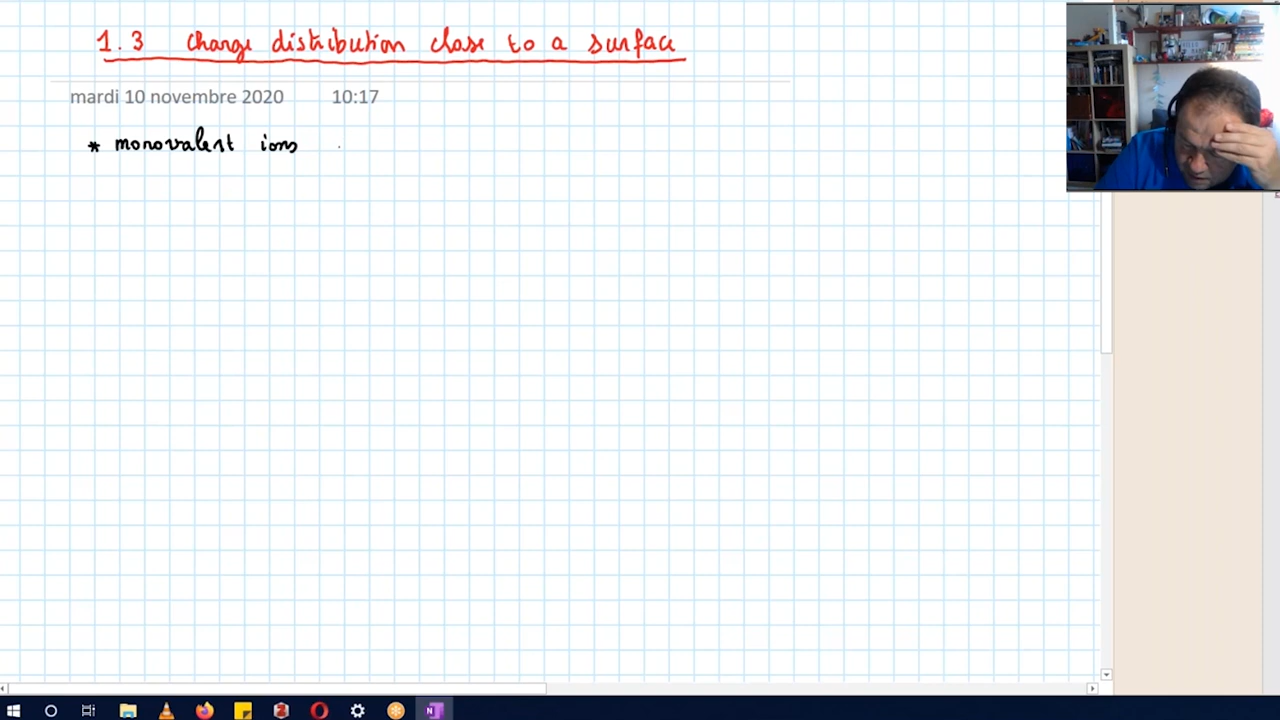 1.3 Charge distribution close to a surface
mardi 10 novembre 2020 10:17
* monovalent ions